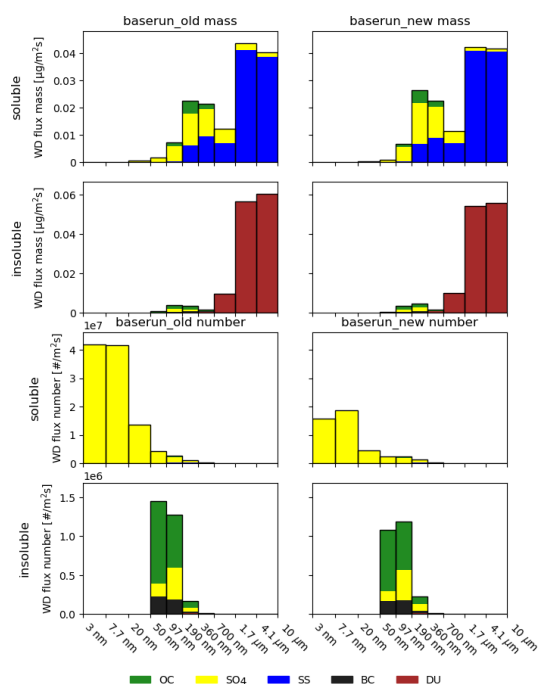 baserun_old mass
baserun_new mass
soluble
WD flux mass [μg/m²s]
0.04
0.03
0.02
0.01
0
insoluble
WD flux mass [μg/m²s]
0.06
0.04
0.02
0
1e7
baserun_old number
baserun_new number
soluble
WD flux number [#/m²s]
4
3
2
1
0
1e6
insoluble
WD flux number [#/m²s]
1.5
1.0
0.5
0.0
3 nm
7.7 nm
20 nm
50 nm
97 nm
190 nm
360 nm
700 nm
1.7 μm
4.1 μm
10 μm
3 nm
7.7 nm
20 nm
50 nm
97 nm
190 nm
360 nm
700 nm
1.7 μm
4.1 μm
10 μm
OC SO4 SS BC DU